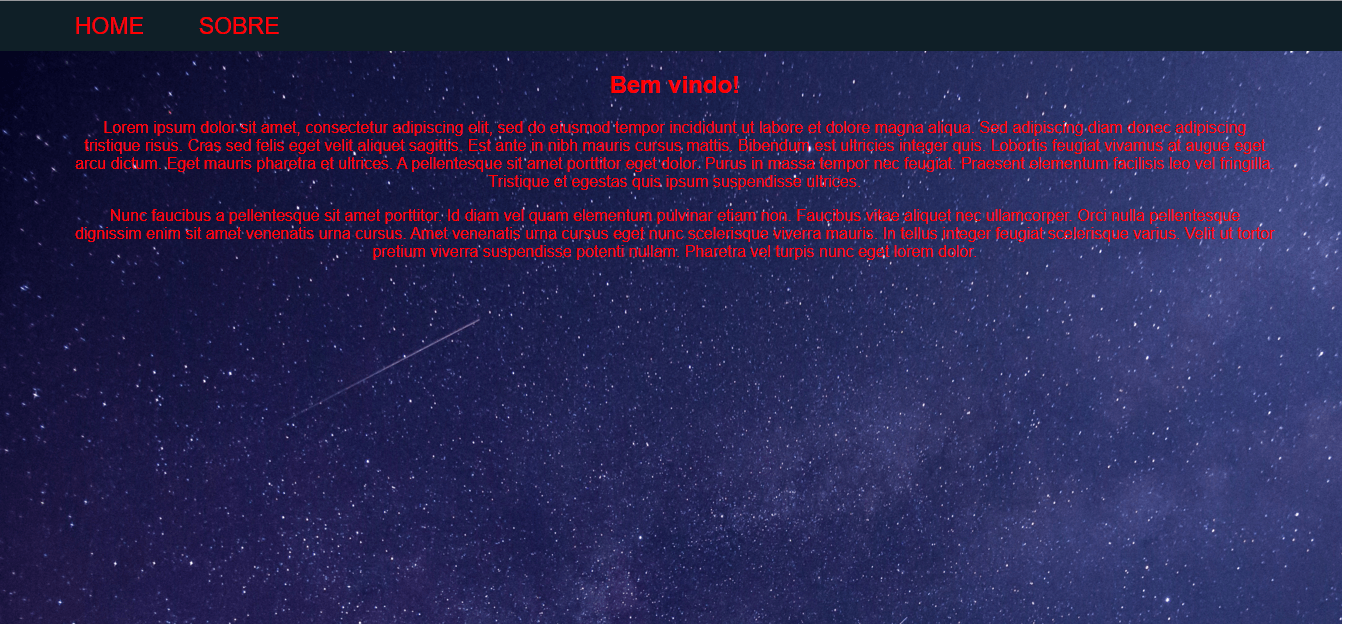 HOME SOBRE
Bem vindo!
Lorem ipsum dolor sit amet, consectetur adipiscing elit, sed do eiusmod tempor incididunt ut labore et dolore magna aliqua. Sed adipiscing diam donec adipiscing
tristique risus. Cras sed felis eget velit aliquet sagittis. Est ante in nibh mauris cursus mattis. Bibendum est ultricies integer quis. Lobortis feugiat vivamus at augue eget
arcu dictum. Eget mauris pharetra et ultrices. A pellentesque sit amet porttitor eget dolor. Purus in massa tempor nec feugiat. Praesent elementum facilisis leo vel fringilla.
Tristique et egestas quis ipsum suspendisse ultrices.
Nunc faucibus a pellentesque sit amet porttitor. Id diam vel quam elementum pulvinar etiam non. Faucibus vitae aliquet nec ullamcorper. Orci nulla pellentesque
dignissim enim sit amet venenatis urna cursus. Amet venenatis urna cursus eget nunc scelerisque viverra mauris. In tellus integer feugiat scelerisque varius. Velit ut tortor
pretium viverra suspendisse potenti nullam. Pharetra vel turpis nunc eget lorem dolor.